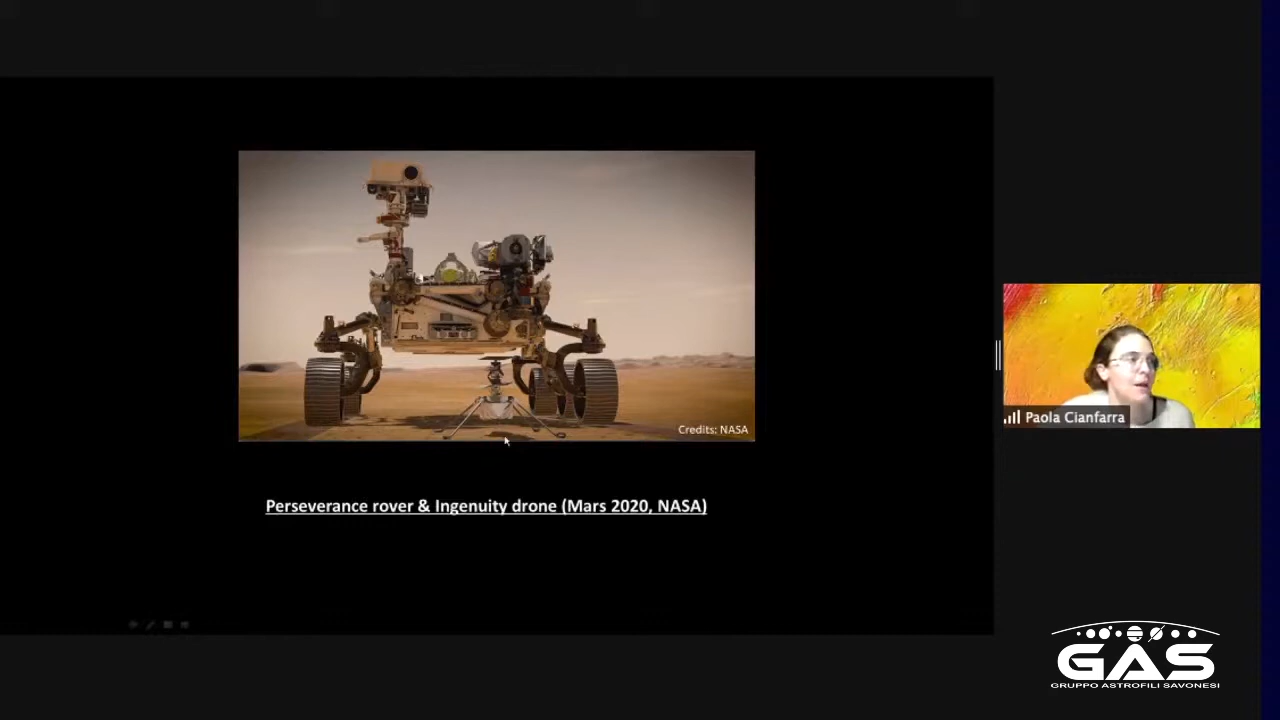 Credits: NASA
Perseverance rover & Ingenuity drone (Mars 2020, NASA)
Paola Cianfarra
GAS
GRUPPO ASTROFILI SAVONESI